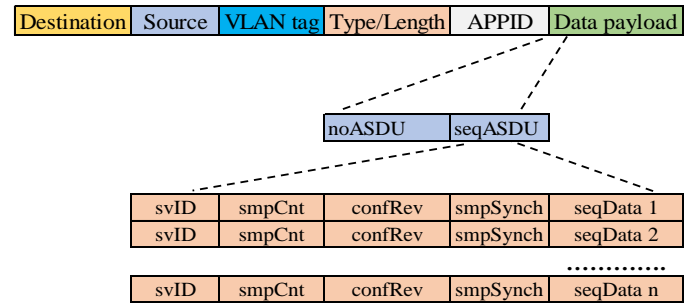 Destination Source VLAN tag Type/Length APPID Data payload
noASDU seqASDU
svID smpCnt confRev smpSynch seqData 1
svID smpCnt confRev smpSynch seqData 2
.............
svID smpCnt confRev smpSynch seqData n